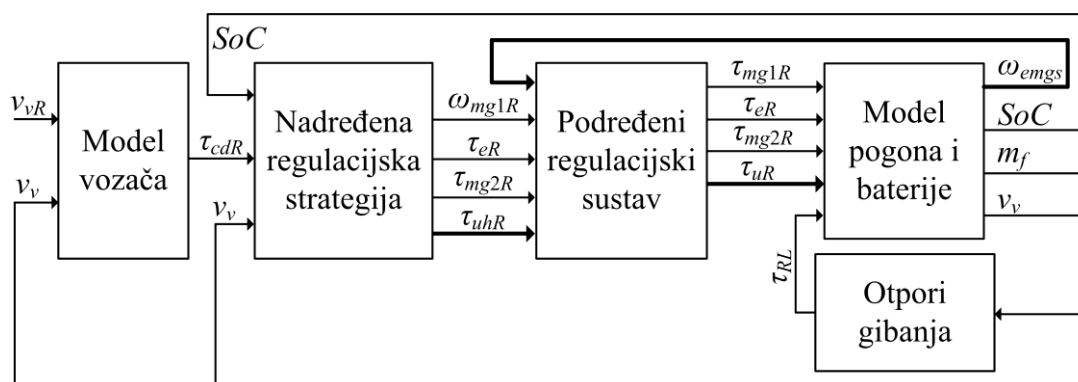 SoC
v_vR
v_v
Model
vozača
τ_cdR
v_v
Nadređena
regulacijska
strategija
ω_mg1R
τ_eR
τ_mg2R
τ_uhR
Podređeni
regulacijski
sustav
τ_mg1R
τ_eR
τ_mg2R
τ_uR
Model
pogona i
baterije
ω_emgs
SoC
m_f
v_v
τ_RL
Otpori
gibanja